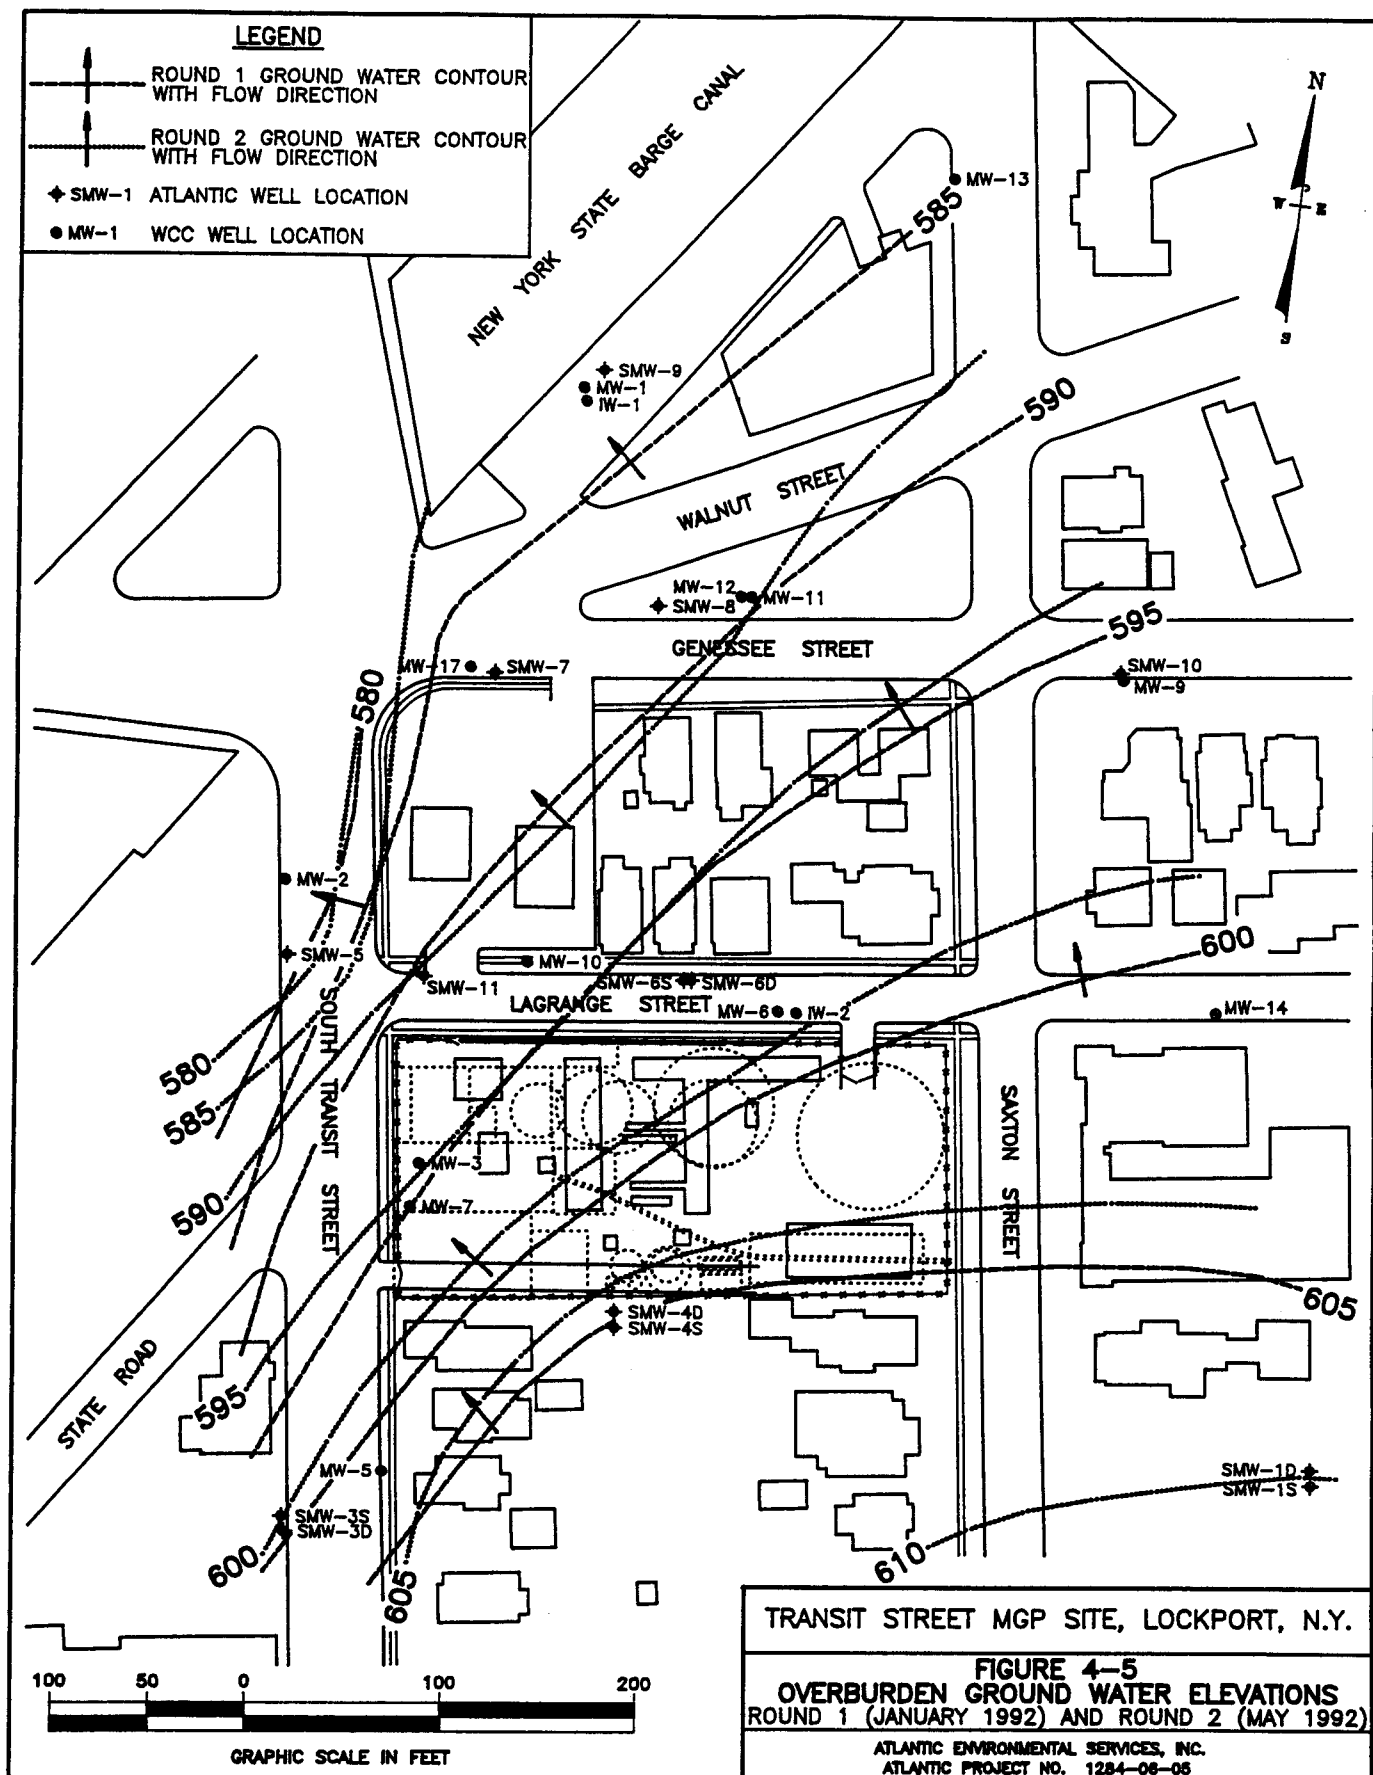 LEGEND
ROUND 1 GROUND WATER CONTOUR
WITH FLOW DIRECTION
ROUND 2 GROUND WATER CONTOUR
WITH FLOW DIRECTION
SMW-1 ATLANTIC WELL LOCATION
MW-1 WCC WELL LOCATION
NEW YORK STATE BARGE CANAL
N
W E
S
MW-13
585
SMW-9
MW-1
IW-1
590
WALNUT STREET
MW-12
MW-11
SMW-8
595
GENESSEE STREET
MW-17
SMW-7
SMW-10
MW-9
580
MW-2
600
SMW-5
MW-10
SMW-6S
SMW-6D
SMW-11
LAGRANGE STREET
MW-6
IW-2
MW-14
580
585
SOUTH TRANSIT STREET
SAXTON STREET
MW-3
MW-7
590
605
SMW-4D
SMW-4S
STATE ROAD
595
MW-5
SMW-1D
SMW-1S
SMW-3S
SMW-3D
600
605
610
100 50 0 100 200
GRAPHIC SCALE IN FEET
TRANSIT STREET MGP SITE, LOCKPORT, N.Y.
FIGURE 4-5
OVERBURDEN GROUND WATER ELEVATIONS
ROUND 1 (JANUARY 1992) AND ROUND 2 (MAY 1992)
ATLANTIC ENVIRONMENTAL SERVICES, INC.
ATLANTIC PROJECT NO. 1284-06-05